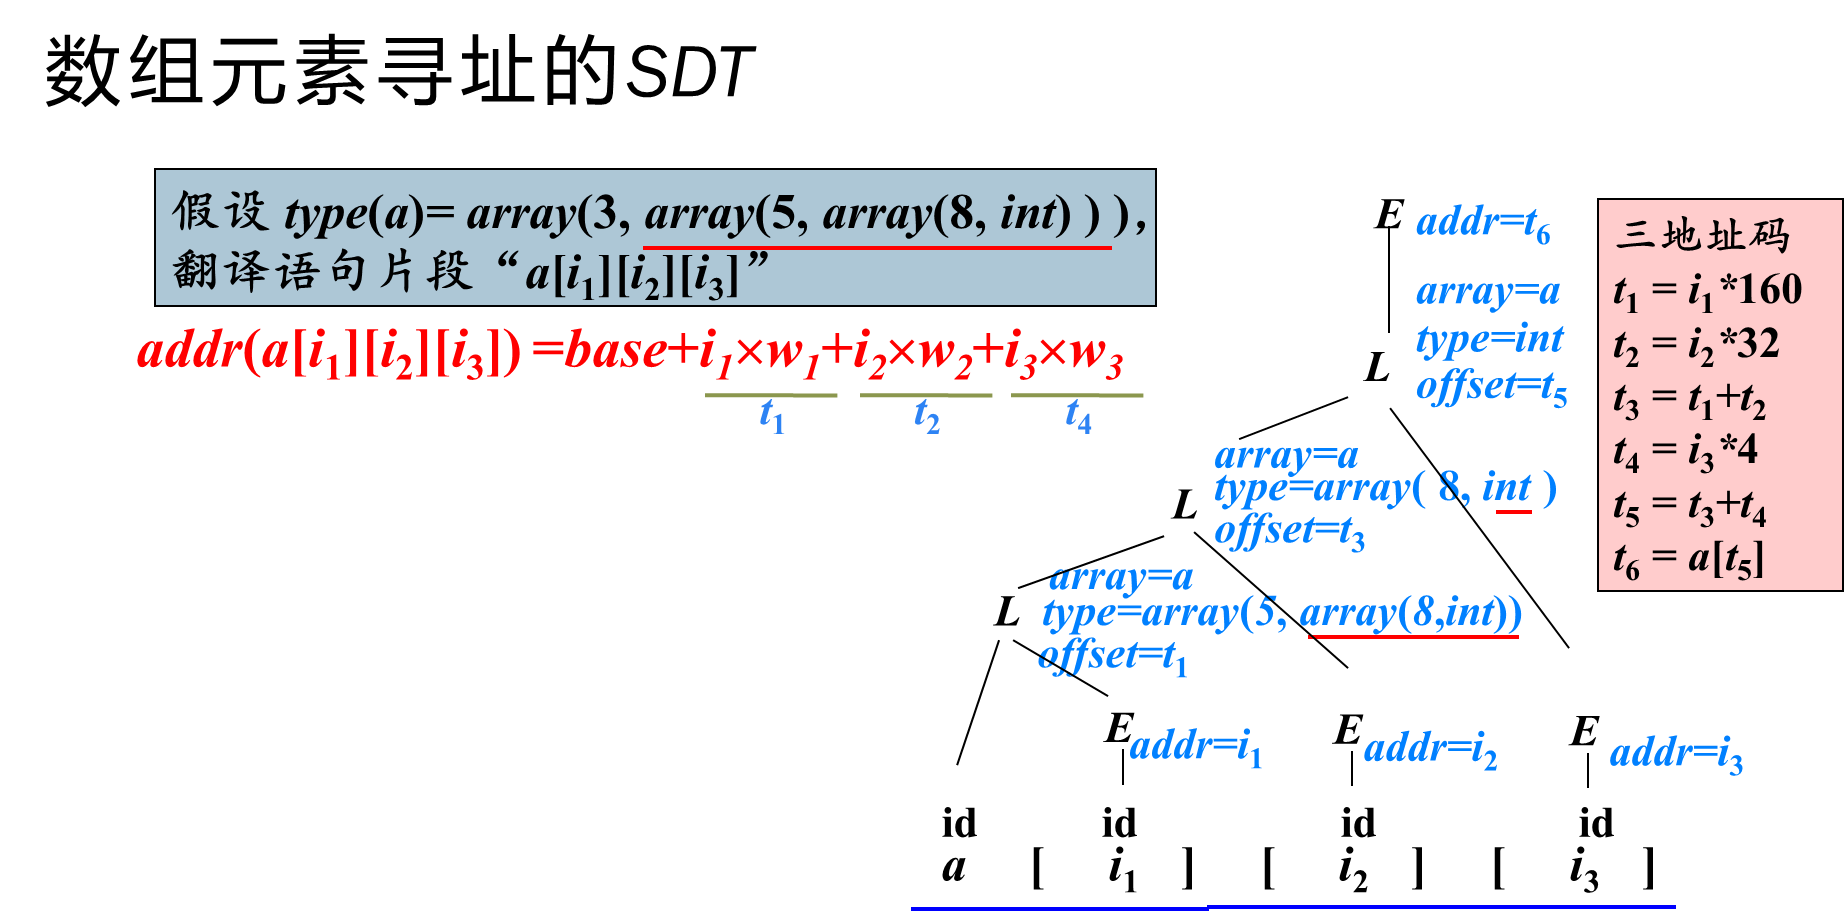 数组元素寻址的SDT
假设 type(a)= array(3, array(5, array(8, int) ) ),
翻译语句片段“a[i₁][i₂][i₃]”
addr(a[i₁][i₂][i₃]) =base+i₁×w₁+i₂×w₂+i₃×w₃
t₁ t₂ t₄
E addr=t₆
array=a
type=int
L offset=t₅
array=a
type=array( 8, int )
L offset=t₃
array=a
L type=array(5, array(8,int))
offset=t₁
E addr=i₁ E addr=i₂ E addr=i₃
id id id id
a [ i₁ ] [ i₂ ] [ i₃ ]
三地址码
t₁ = i₁*160
t₂ = i₂*32
t₃ = t₁+t₂
t₄ = i₃*4
t₅ = t₃+t₄
t₆ = a[t₅]